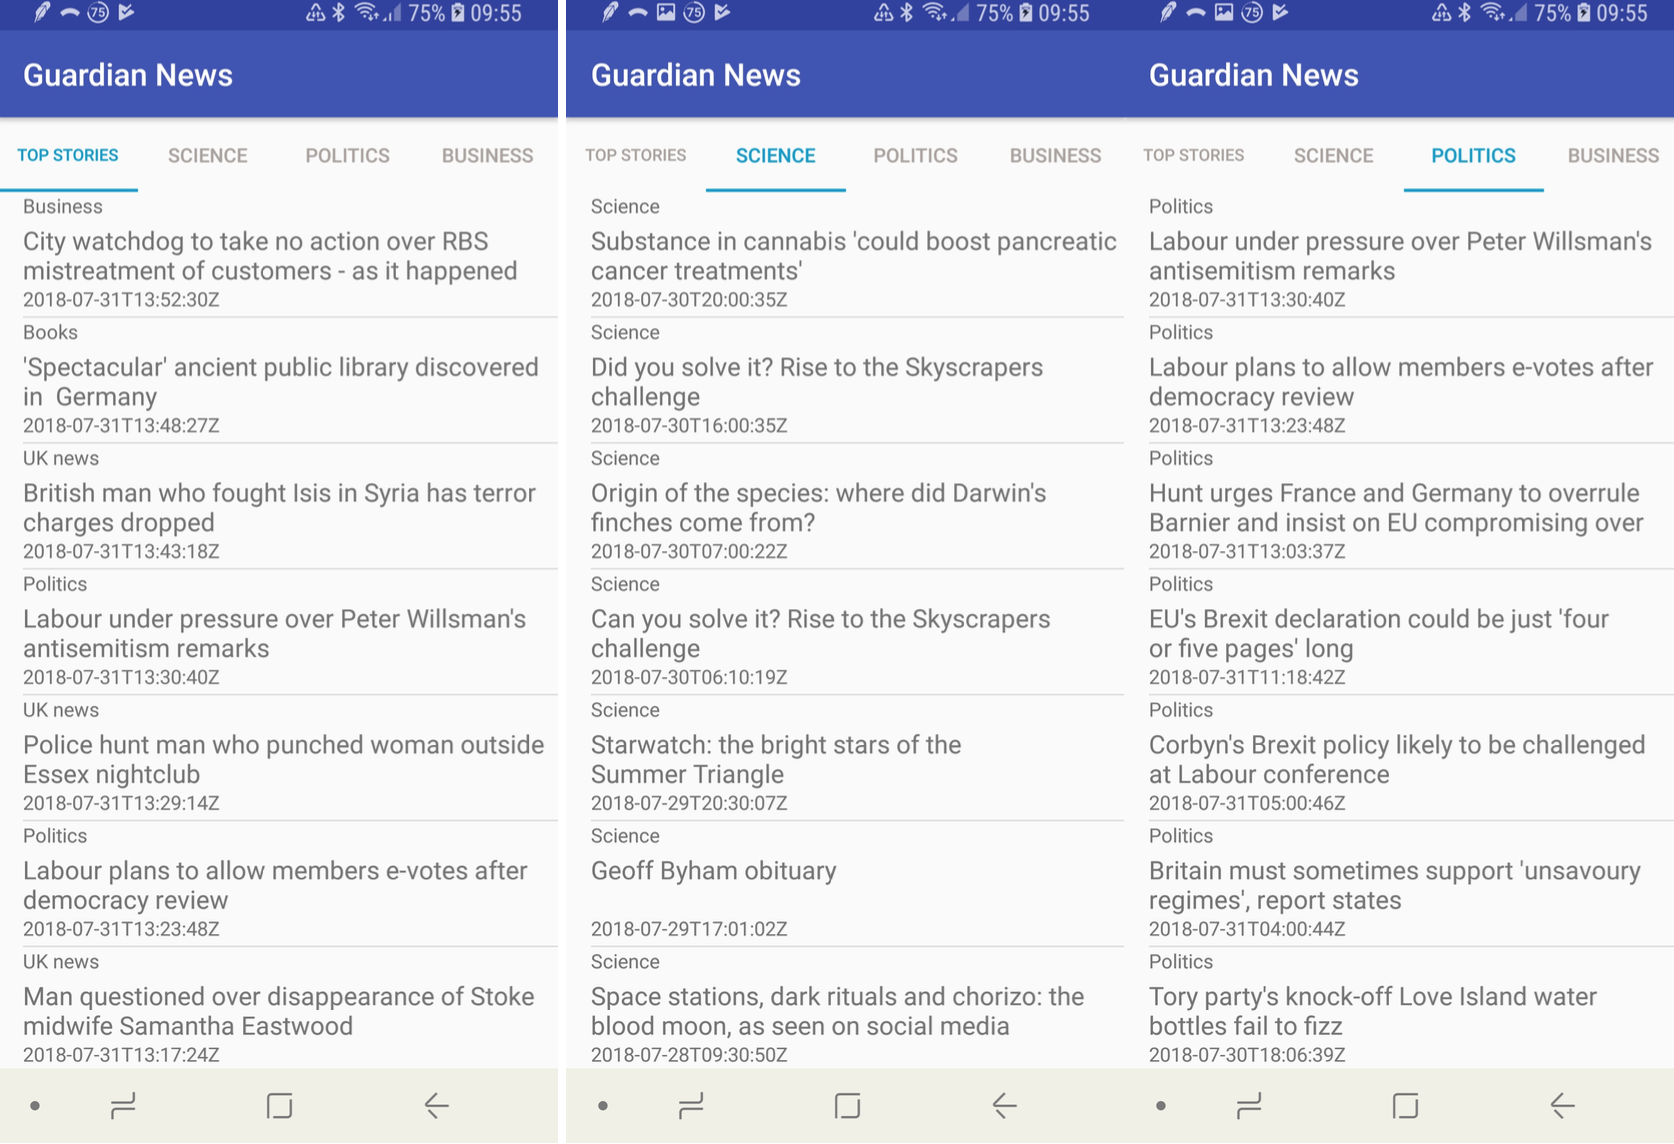 75 75% 09:55
Guardian News
TOP STORIES SCIENCE POLITICS BUSINESS
Business
City watchdog to take no action over RBS
mistreatment of customers - as it happened
2018-07-31T13:52:30Z
Books
'Spectacular' ancient public library discovered
in  Germany
2018-07-31T13:48:27Z
UK news
British man who fought Isis in Syria has terror
charges dropped
2018-07-31T13:43:18Z
Politics
Labour under pressure over Peter Willsman's
antisemitism remarks
2018-07-31T13:30:40Z
UK news
Police hunt man who punched woman outside
Essex nightclub
2018-07-31T13:29:14Z
Politics
Labour plans to allow members e-votes after
democracy review
2018-07-31T13:23:48Z
UK news
Man questioned over disappearance of Stoke
midwife Samantha Eastwood
2018-07-31T13:17:24Z
75 75% 09:55
Guardian News
TOP STORIES SCIENCE POLITICS BUSINESS
Science
Substance in cannabis 'could boost pancreatic
cancer treatments'
2018-07-30T20:00:35Z
Science
Did you solve it? Rise to the Skyscrapers
challenge
2018-07-30T16:00:35Z
Science
Origin of the species: where did Darwin's
finches come from?
2018-07-30T07:00:22Z
Science
Can you solve it? Rise to the Skyscrapers
challenge
2018-07-30T06:10:19Z
Science
Starwatch: the bright stars of the
Summer Triangle
2018-07-29T20:30:07Z
Science
Geoff Byham obituary
2018-07-29T17:01:02Z
Science
Space stations, dark rituals and chorizo: the
blood moon, as seen on social media
2018-07-28T09:30:50Z
75 75% 09:55
Guardian News
TOP STORIES SCIENCE POLITICS BUSINESS
Politics
Labour under pressure over Peter Willsman's
antisemitism remarks
2018-07-31T13:30:40Z
Politics
Labour plans to allow members e-votes after
democracy review
2018-07-31T13:23:48Z
Politics
Hunt urges France and Germany to overrule
Barnier and insist on EU compromising over
2018-07-31T13:03:37Z
Politics
EU's Brexit declaration could be just 'four
or five pages' long
2018-07-31T11:18:42Z
Politics
Corbyn's Brexit policy likely to be challenged
at Labour conference
2018-07-31T05:00:46Z
Politics
Britain must sometimes support 'unsavoury
regimes', report states
2018-07-31T04:00:44Z
Politics
Tory party's knock-off Love Island water
bottles fail to fizz
2018-07-30T18:06:39Z